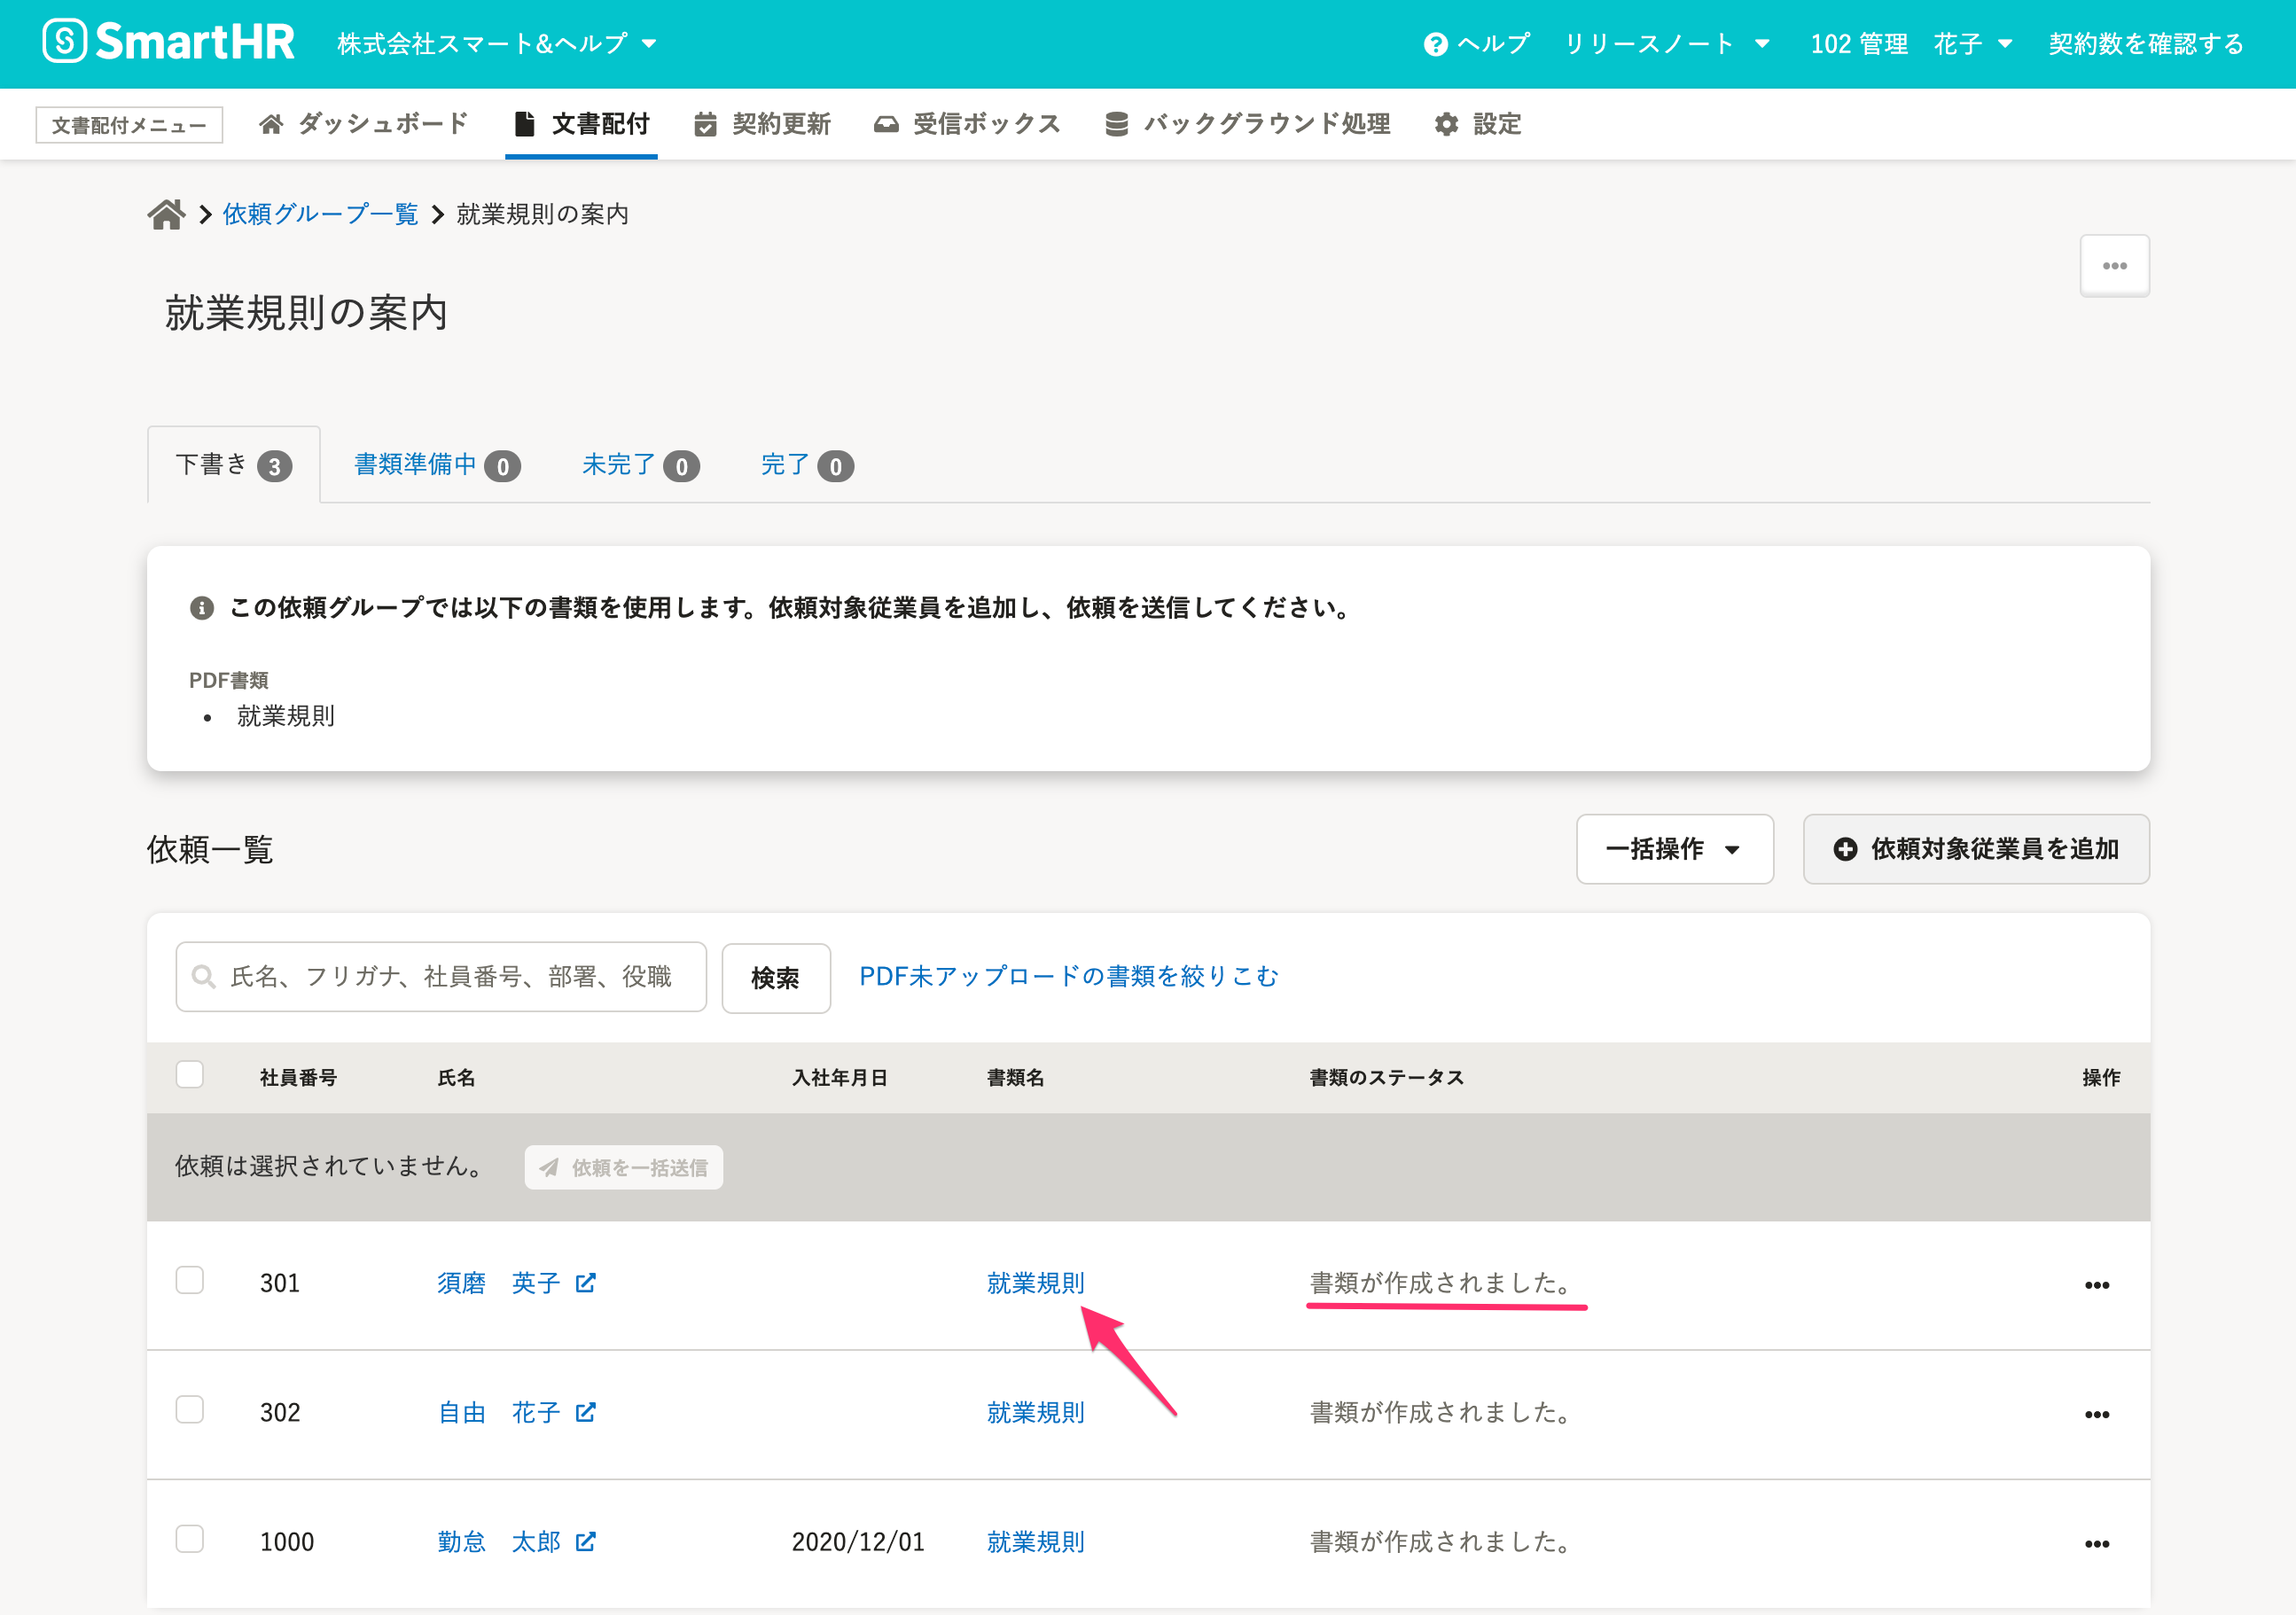 SmartHR 株式会社スマート&ヘルプ ヘルプ リリースノート 102 管理 花子 契約数を確認する
文書配付メニュー ダッシュボード 文書配付 契約更新 受信ボックス バックグラウンド処理 設定
依頼グループ一覧 就業規則の案内
就業規則の案内
下書き 3 書類準備中 0 未完了 0 完了 0
この依頼グループでは以下の書類を使用します。依頼対象従業員を追加し、依頼を送信してください。
PDF書類
• 就業規則
依頼一覧 一括操作 依頼対象従業員を追加
氏名、フリガナ、社員番号、部署、役職 検索 PDF未アップロードの書類を絞りこむ
社員番号 氏名 入社年月日 書類名 書類のステータス 操作
依頼は選択されていません。 依頼を一括送信
301 須磨 英子 就業規則 書類が作成されました。
302 自由 花子 就業規則 書類が作成されました。
1000 勤怠 太郎 2020/12/01 就業規則 書類が作成されました。